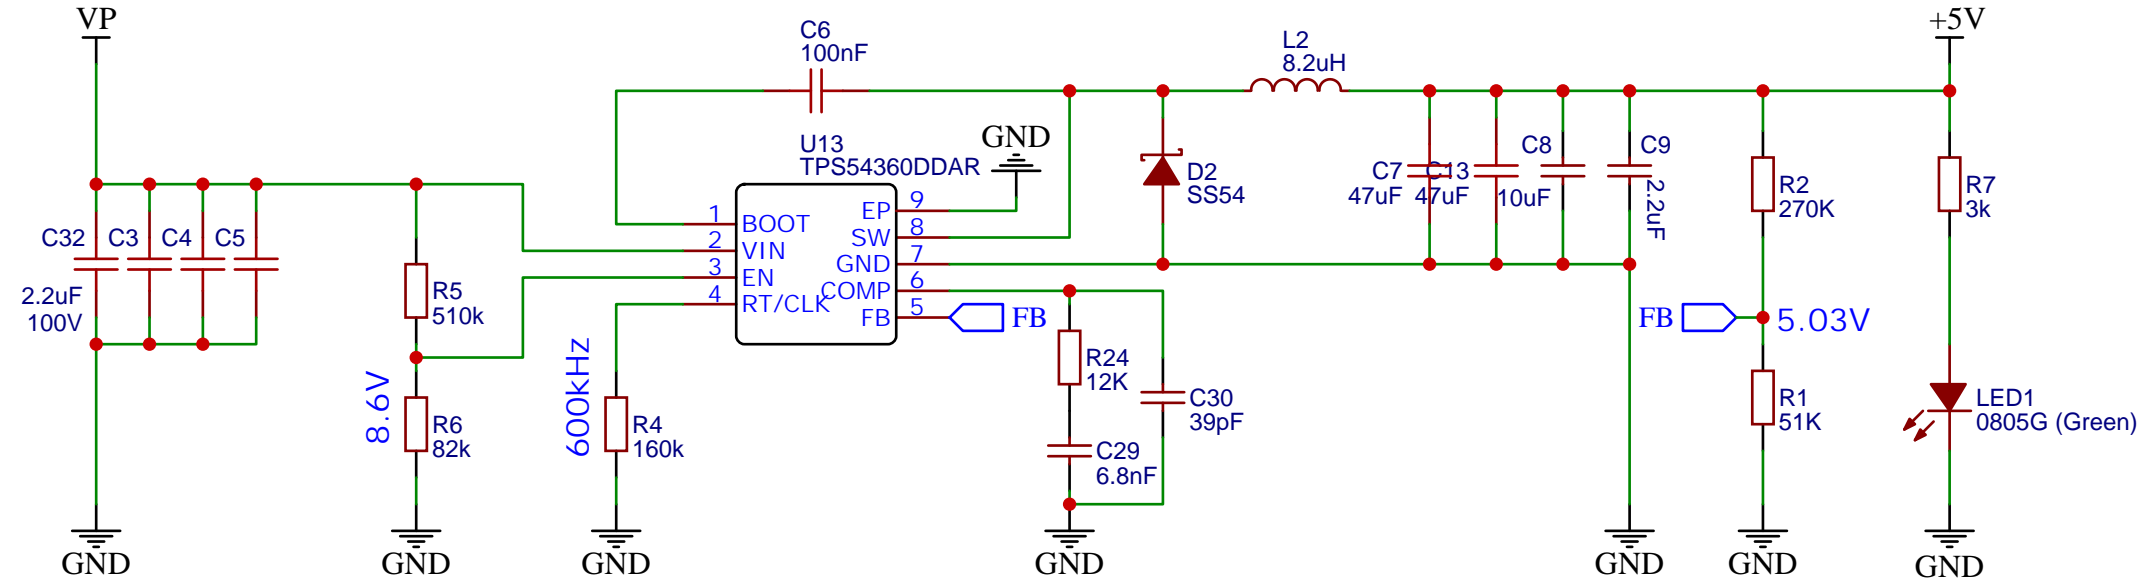 VP
+5V
C6
100nF
L2
8.2uH
U13
TPS54360DDAR
GND
D2
SS54
C7
47uF
C13
47uF
C8
10uF
C9
2.2uF
R2
270K
R7
3k
1
BOOT
2
VIN
3
EN
4
RT/CLK
9
EP
8
SW
7
GND
6
COMP
5
FB
FB
C32
C3
C4
C5
2.2uF
100V
R5
510k
8.6V
R6
82k
600kHz
R4
160k
R24
12K
C30
39pF
C29
6.8nF
FB
5.03V
R1
51K
LED1
0805G (Green)
GND
GND
GND
GND
GND
GND
GND